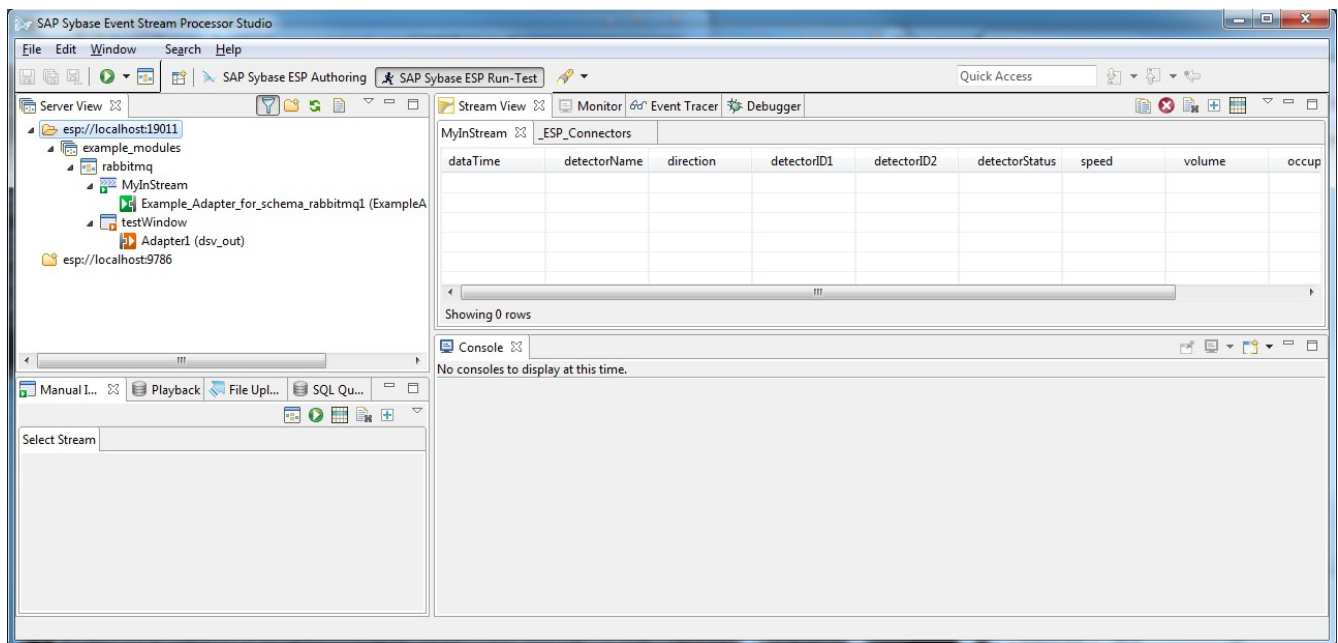 SAP Sybase Event Stream Processor Studio
File Edit Window Search Help
SAP Sybase ESP Authoring SAP Sybase ESP Run-Test Quick Access
Server View
esp://localhost:19011
example_modules
rabbitmq
MyInStream
Example_Adapter_for_schema_rabbitmq1 (ExampleA
testWindow
Adapter1 (dsv_out)
esp://localhost:9786
Stream View Monitor Event Tracer Debugger
MyInStream _ESP_Connectors
dataTime detectorName direction detectorID1 detectorID2 detectorStatus speed volume occup
Showing 0 rows
Console
No consoles to display at this time.
Manual I... Playback File Upl... SQL Qu...
Select Stream